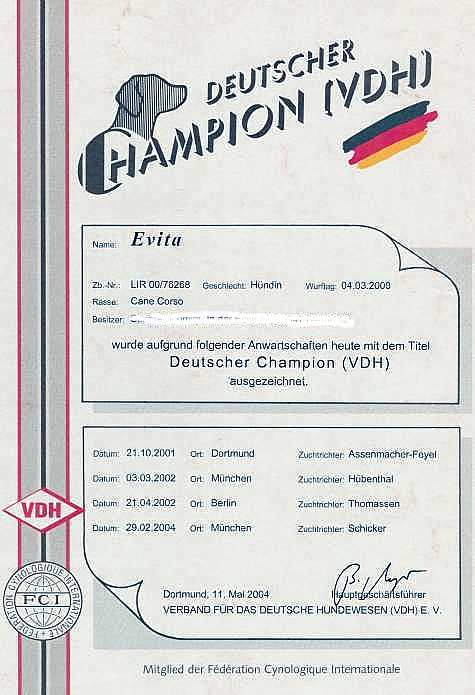 DEUTSCHER
CHAMPION (VDH)
Name: Evita
Zb.-Nr.: LIR 00/78268 Geschlecht: Hündin Wurftag: 04.03.2000
Rasse: Cane Corso
Besitzer:
wurde aufgrund folgender Anwartschaften heute mit dem Titel
Deutscher Champion (VDH)
ausgezeichnet.
Datum: 21.10.2001 Ort: Dortmund Zuchtrichter: Assenmacher-Feyel
Datum: 03.03.2002 Ort: München Zuchtrichter: Hübenthal
Datum: 21.04.2002 Ort: Berlin Zuchtrichter: Thomassen
Datum: 29.02.2004 Ort: München Zuchtrichter: Schicker
VDH
FEDERATION CYNOLOGIQUE INTERNATIONALE
FCI
Dortmund, 11. Mai 2004 Hauptgeschäftsführer
VERBAND FÜR DAS DEUTSCHE HUNDEWESEN (VDH) E. V.
Mitglied der Fédération Cynologique Internationale